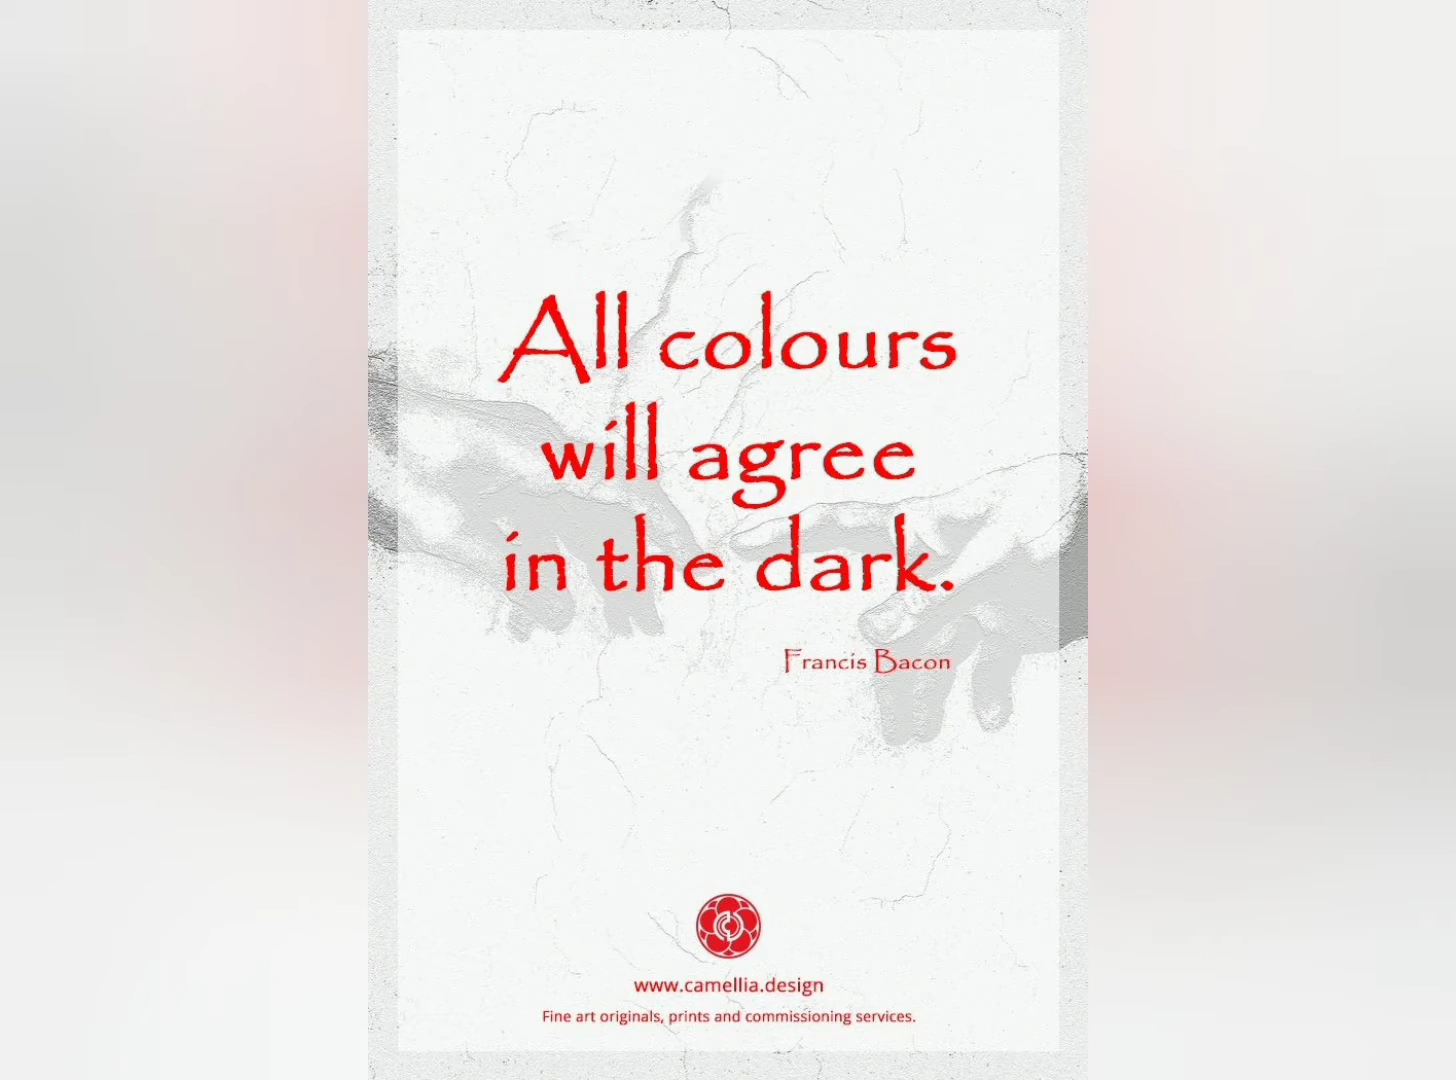 All colours
will agree
in the dark.
Francis Bacon
www.camellia.design
Fine art originals, prints and commissioning services.